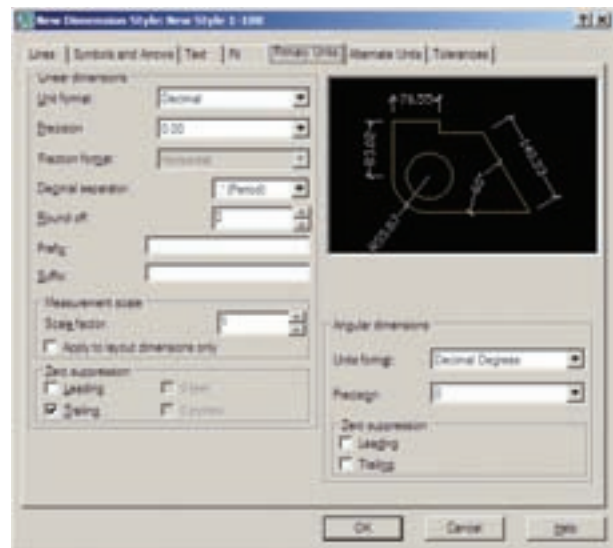 New Dimension Style: New Style 1-100
Lines Symbols and Arrows Text Fit Primary Units Alternate Units Tolerances
Linear dimensions
Unit format: Decimal
Precision 0.00
Fraction format: Horizontal
Decimal separator: '.' (Period)
Round off:
Prefix:
Suffix:
Measurement scale
Scale factor:
Apply to layout dimensions only
Zero suppression
Leading 0 feet
Trailing 0 inches
Angular dimensions
Units format: Decimal Degrees
Precision: 0
Zero suppression
Leading
Trailing
OK Cancel Help